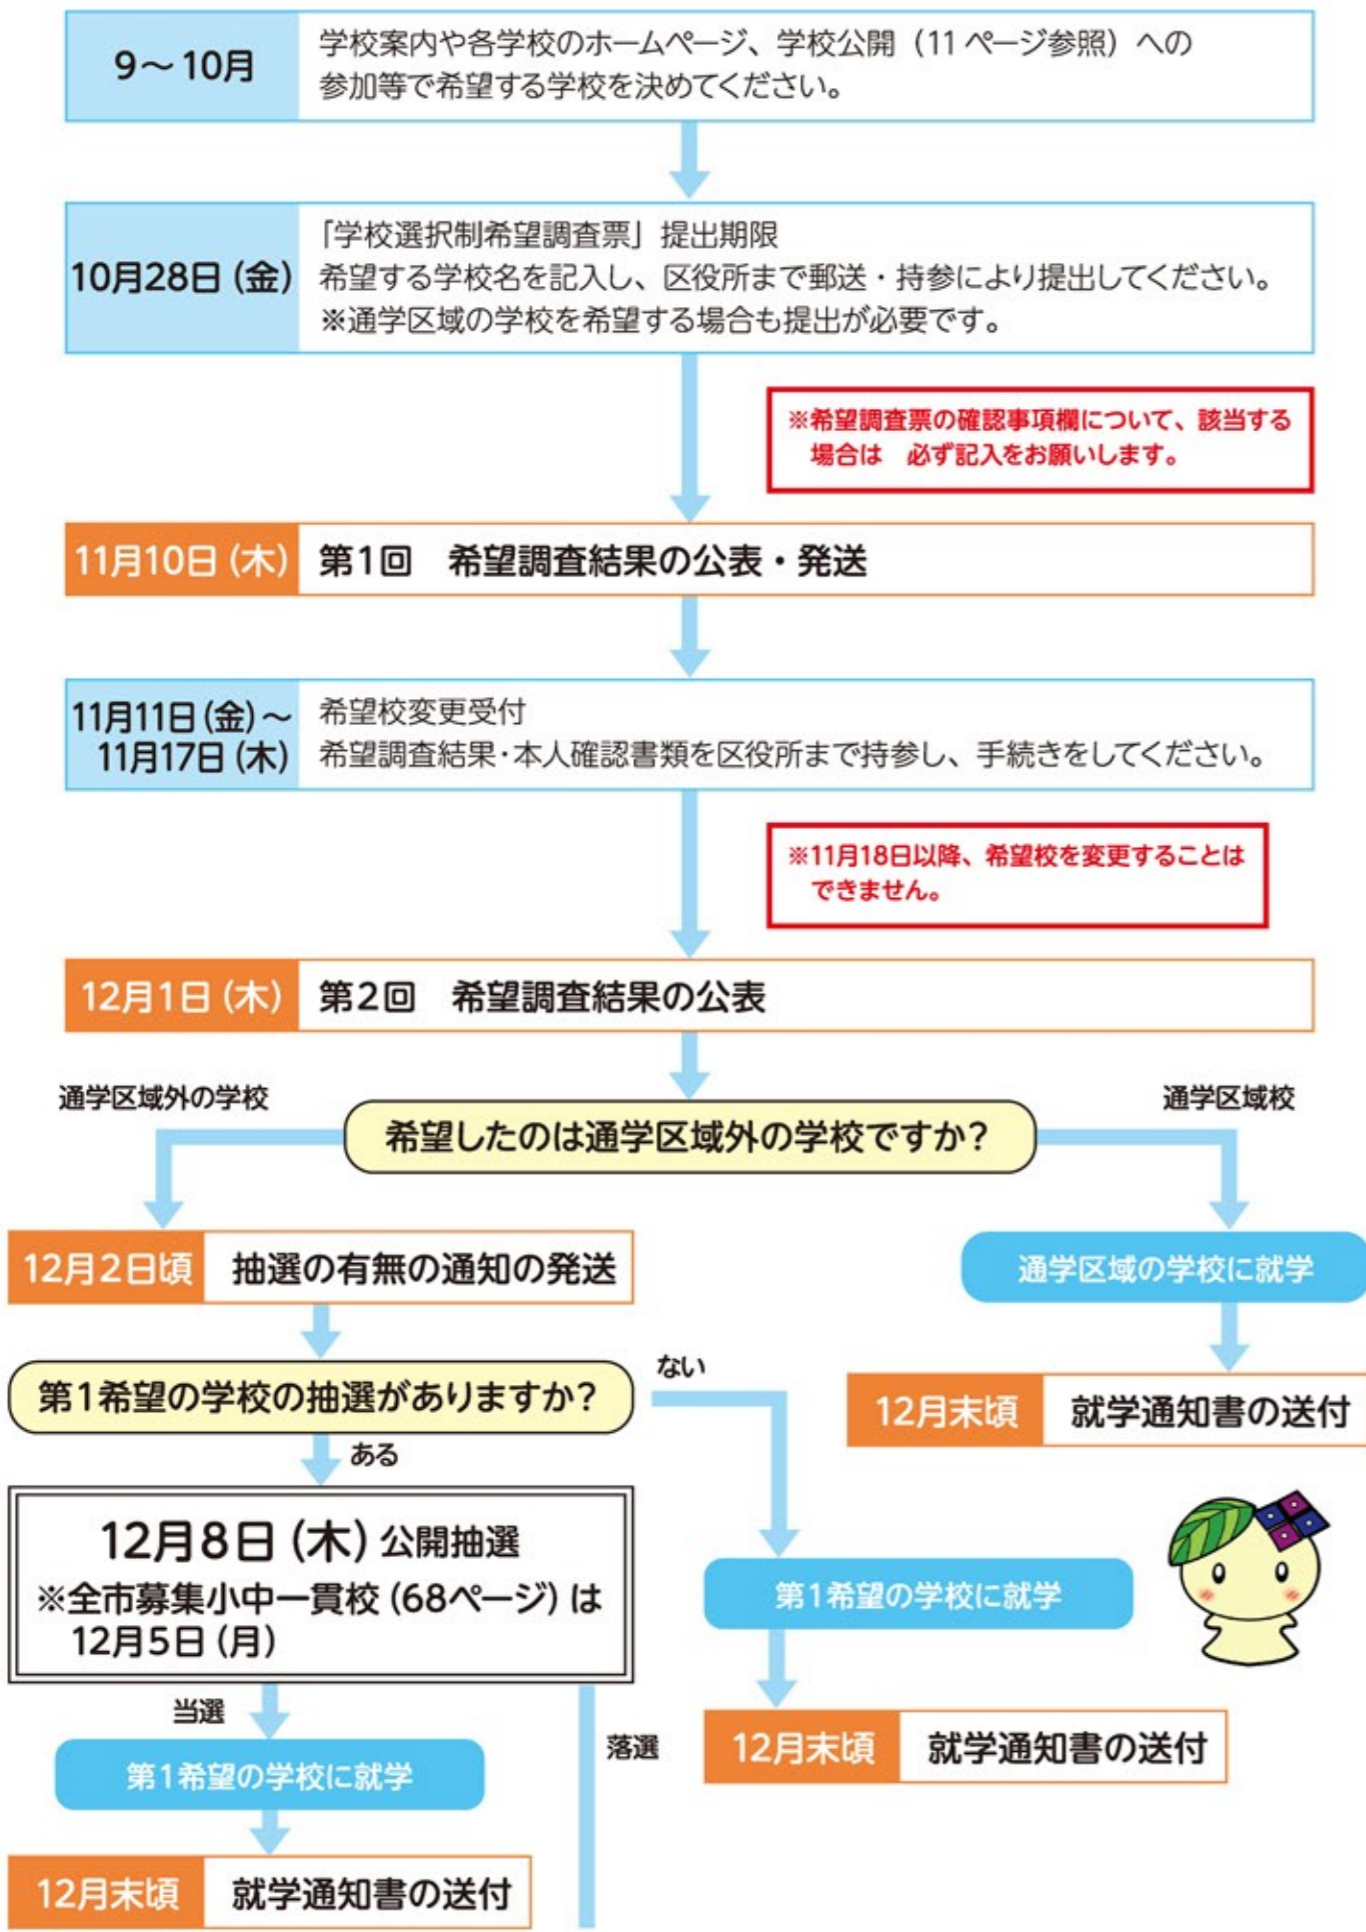 9～10月
学校案内や各学校のホームページ、学校公開（11ページ参照）への
参加等で希望する学校を決めてください。
10月28日（金）
「学校選択制希望調査票」提出期限
希望する学校名を記入し、区役所まで郵送・持参により提出してください。
※通学区域の学校を希望する場合も提出が必要です。
※希望調査票の確認事項欄について、該当する
場合は　必ず記入をお願いします。
11月10日（木）
第1回　希望調査結果の公表・発送
11月11日（金）～
11月17日（木）
希望校変更受付
希望調査結果・本人確認書類を区役所まで持参し、手続きをしてください。
※11月18日以降、希望校を変更することは
できません。
12月1日（木）
第2回　希望調査結果の公表
通学区域外の学校
通学区域校
希望したのは通学区域外の学校ですか？
12月2日頃
抽選の有無の通知の発送
通学区域の学校に就学
ない
第1希望の学校の抽選がありますか？
12月末頃
就学通知書の送付
ある
12月8日（木）公開抽選
※全市募集小中一貫校（68ページ）は
12月5日（月）
第1希望の学校に就学
当選
落選
12月末頃
就学通知書の送付
第1希望の学校に就学
12月末頃
就学通知書の送付